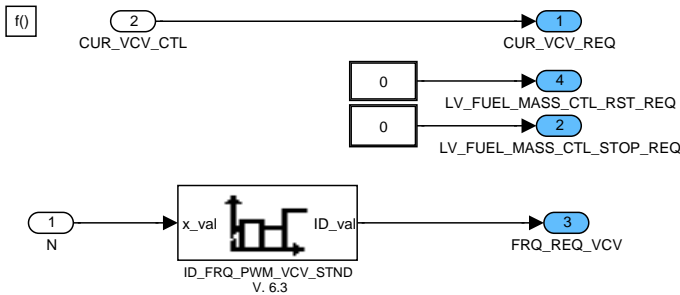 f()
2
CUR_VCV_CTL
1
CUR_VCV_REQ
0
4
LV_FUEL_MASS_CTL_RST_REQ
0
2
LV_FUEL_MASS_CTL_STOP_REQ
1
N
x_val
ID_val
ID_FRQ_PWM_VCV_STND
V. 6.3
3
FRQ_REQ_VCV